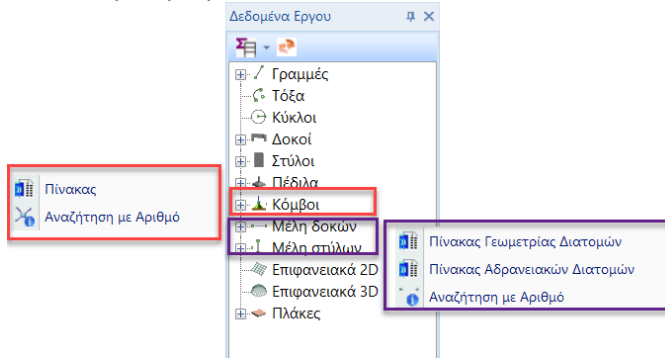 Δεδομένα Εργου
Γραμμές
Τόξα
Κύκλοι
Δοκοί
Στύλοι
Πέδιλα
Κόμβοι
Μέλη δοκών
Μέλη στύλων
Επιφανειακά 2D
Επιφανειακά 3D
Πλάκες
Πίνακας
Αναζήτηση με Αριθμό
Πίνακας Γεωμετρίας Διατομών
Πίνακας Αδρανειακών Διατομών
Αναζήτηση με Αριθμό